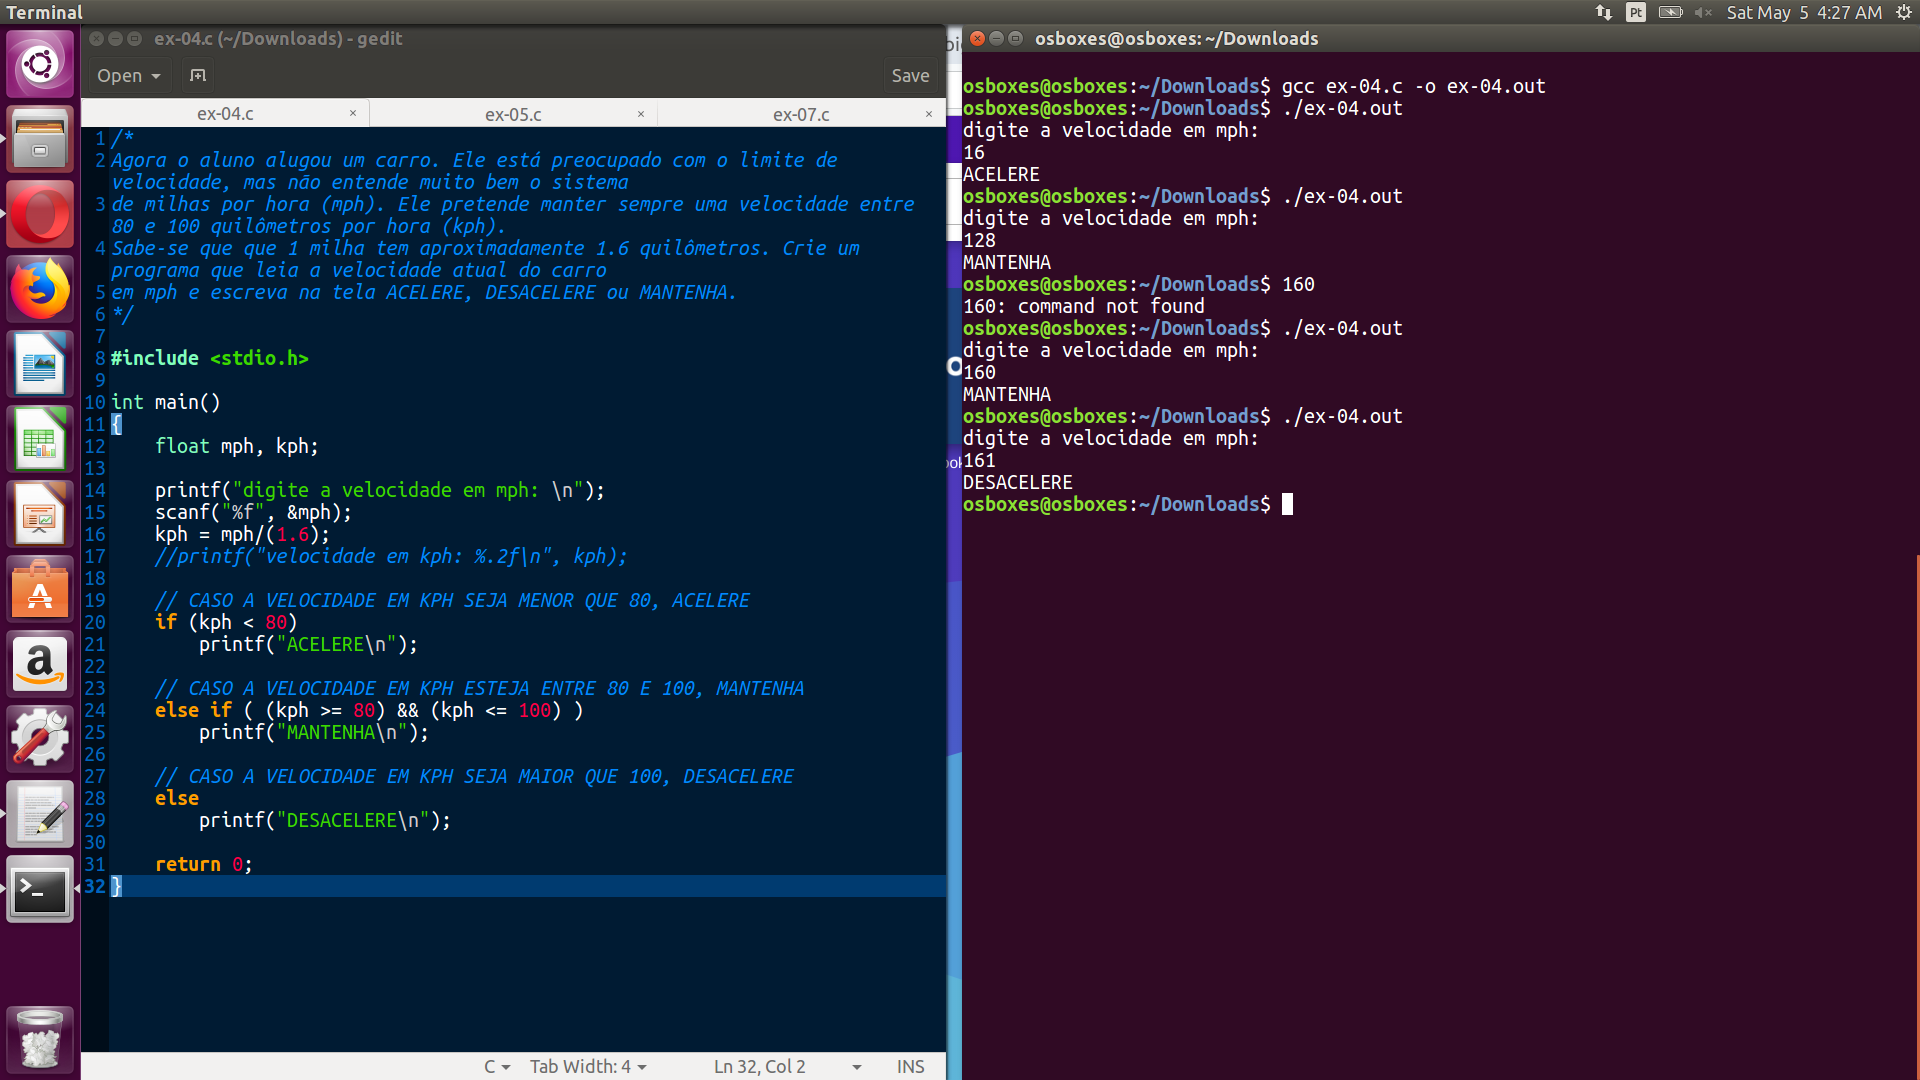 Terminal
Pt
Sat May 5 4:27 AM
ex-04.c (~/Downloads) - gedit
Open
Save
ex-04.c
ex-05.c
ex-07.c
1 /*
2 Agora o aluno alugou um carro. Ele está preocupado com o limite de
velocidade, mas não entende muito bem o sistema
3 de milhas por hora (mph). Ele pretende manter sempre uma velocidade entre
80 e 100 quilômetros por hora (kph).
4 Sabe-se que que 1 milha tem aproximadamente 1.6 quilômetros. Crie um
programa que leia a velocidade atual do carro
5 em mph e escreva na tela ACELERE, DESACELERE ou MANTENHA.
6 */
7
8 #include <stdio.h>
9
10 int main()
11 {
12     float mph, kph;
13
14     printf("digite a velocidade em mph: \n");
15     scanf("%f", &mph);
16     kph = mph/(1.6);
17     //printf("velocidade em kph: %.2f\n", kph);
18
19     // CASO A VELOCIDADE EM KPH SEJA MENOR QUE 80, ACELERE
20     if (kph < 80)
21         printf("ACELERE\n");
22
23     // CASO A VELOCIDADE EM KPH ESTEJA ENTRE 80 E 100, MANTENHA
24     else if ( (kph >= 80) && (kph <= 100) )
25         printf("MANTENHA\n");
26
27     // CASO A VELOCIDADE EM KPH SEJA MAIOR QUE 100, DESACELERE
28     else
29         printf("DESACELERE\n");
30
31     return 0;
32 }
C
Tab Width: 4
Ln 32, Col 2
INS
osboxes@osboxes: ~/Downloads
osboxes@osboxes:~/Downloads$ gcc ex-04.c -o ex-04.out
osboxes@osboxes:~/Downloads$ ./ex-04.out
digite a velocidade em mph:
16
ACELERE
osboxes@osboxes:~/Downloads$ ./ex-04.out
digite a velocidade em mph:
128
MANTENHA
osboxes@osboxes:~/Downloads$ 160
160: command not found
osboxes@osboxes:~/Downloads$ ./ex-04.out
digite a velocidade em mph:
160
MANTENHA
osboxes@osboxes:~/Downloads$ ./ex-04.out
digite a velocidade em mph:
161
DESACELERE
osboxes@osboxes:~/Downloads$